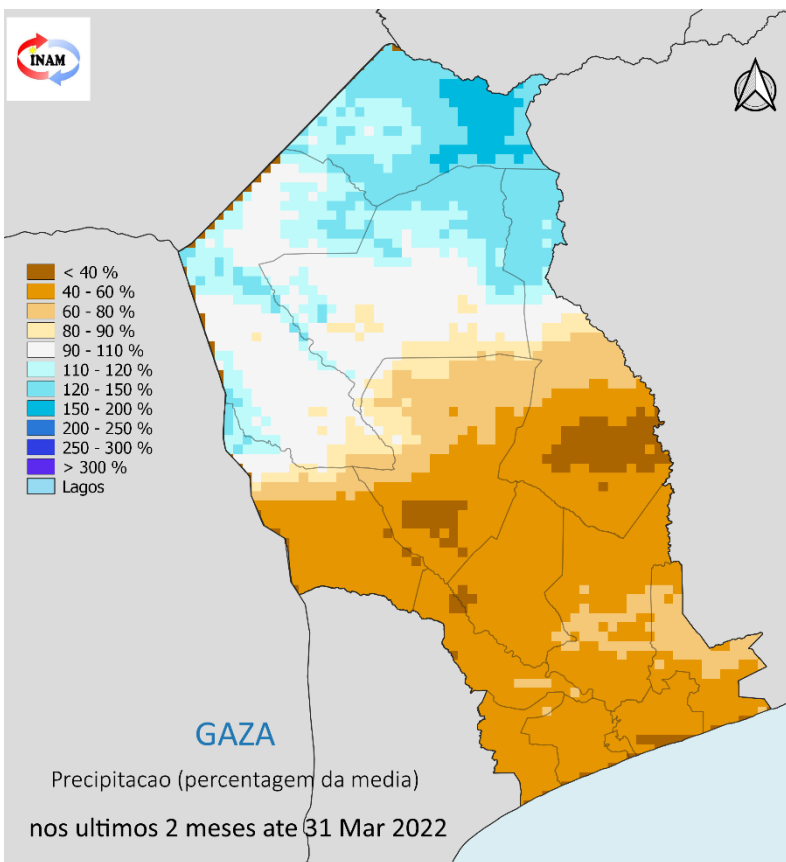 INAM
< 40 %
40 - 60 %
60 - 80 %
80 - 90 %
90 - 110 %
110 - 120 %
120 - 150 %
150 - 200 %
200 - 250 %
250 - 300 %
> 300 %
Lagos
GAZA
Precipitacao (percentagem da media)
nos ultimos 2 meses ate 31 Mar 2022